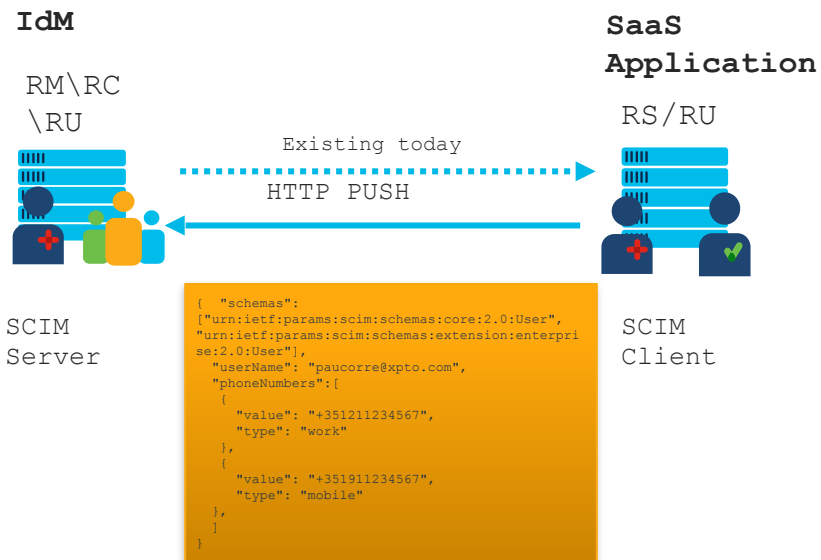 IdM
SaaS
Application
RM\RC
\RU
RS/RU
Existing today
HTTP PUSH
SCIM
Server
{  "schemas":
["urn:ietf:params:scim:schemas:core:2.0:User",
"urn:ietf:params:scim:schemas:extension:enterpri
se:2.0:User"],
  "userName": "paucorre@xpto.com",
  "phoneNumbers":[
   {
     "value": "+351211234567",
     "type": "work"
   },
   {
     "value": "+351911234567",
     "type": "mobile"
  },
  ]
}
SCIM
Client